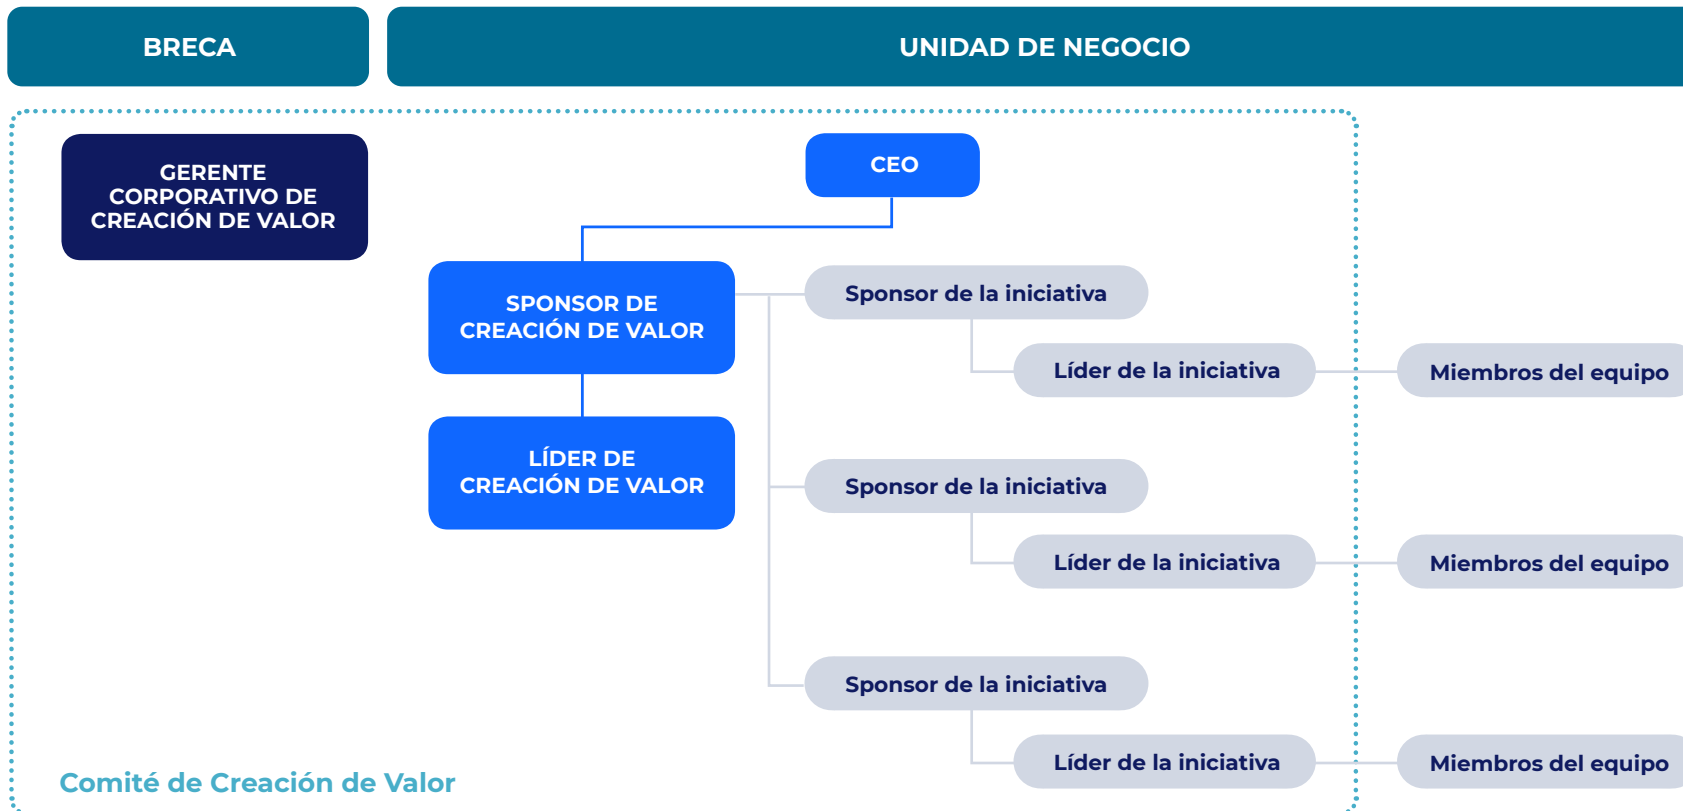 BRECA
UNIDAD DE NEGOCIO
GERENTE
CORPORATIVO DE
CREACIÓN DE VALOR
CEO
SPONSOR DE
CREACIÓN DE VALOR
LÍDER DE
CREACIÓN DE VALOR
Sponsor de la iniciativa
Líder de la iniciativa
Miembros del equipo
Sponsor de la iniciativa
Líder de la iniciativa
Miembros del equipo
Sponsor de la iniciativa
Líder de la iniciativa
Miembros del equipo
Comité de Creación de Valor